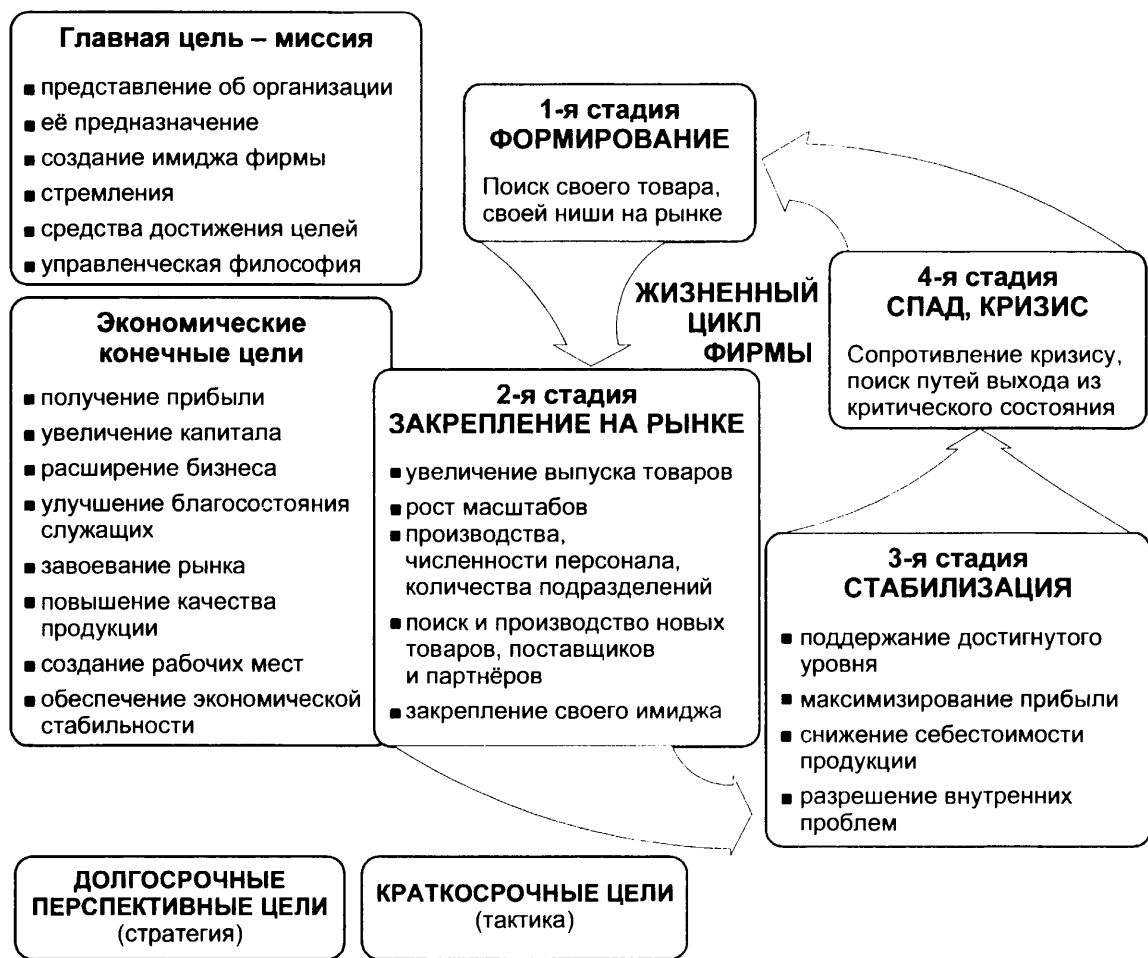 Главная цель – миссия
■ представление об организации
■ её предназначение
■ создание имиджа фирмы
■ стремления
■ средства достижения целей
■ управленческая философия
Экономические
конечные цели
■ получение прибыли
■ увеличение капитала
■ расширение бизнеса
■ улучшение благосостояния
служащих
■ завоевание рынка
■ повышение качества
продукции
■ создание рабочих мест
■ обеспечение экономической
стабильности
1-я стадия
ФОРМИРОВАНИЕ
Поиск своего товара,
своей ниши на рынке
ЖИЗНЕННЫЙ
ЦИКЛ
ФИРМЫ
2-я стадия
ЗАКРЕПЛЕНИЕ НА РЫНКЕ
■ увеличение выпуска товаров
■ рост масштабов
■ производства,
численности персонала,
количества подразделений
■ поиск и производство новых
товаров, поставщиков
и партнёров
■ закрепление своего имиджа
4-я стадия
СПАД, КРИЗИС
Сопротивление кризису,
поиск путей выхода из
критического состояния
3-я стадия
СТАБИЛИЗАЦИЯ
■ поддержание достигнутого
уровня
■ максимизирование прибыли
■ снижение себестоимости
продукции
■ разрешение внутренних
проблем
ДОЛГОСРОЧНЫЕ
ПЕРСПЕКТИВНЫЕ ЦЕЛИ
(стратегия)
КРАТКОСРОЧНЫЕ ЦЕЛИ
(тактика)